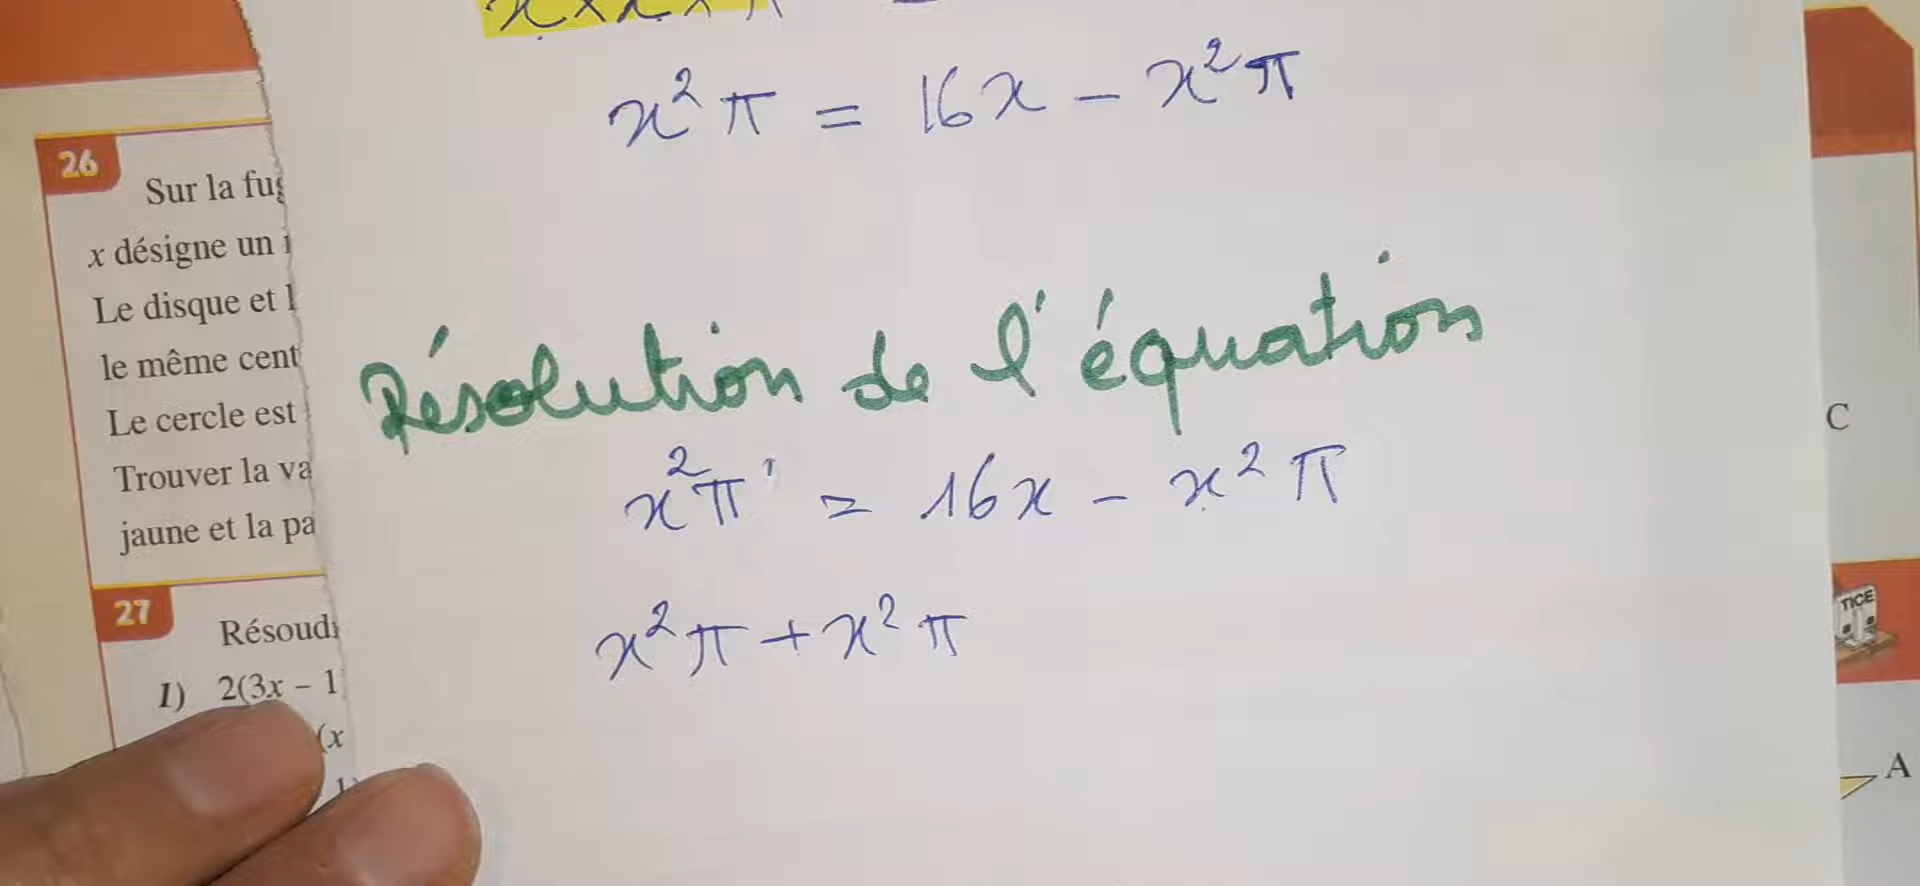 x²π = 16x − x²π
26
Sur la fu
x désigne un
Le disque et l
le même cent
Le cercle est
Trouver la va
jaune et la pa
Résolution de l'équation
x²π = 16x − x²π
x²π + x²π
27
Résoud
1) 2(3x − 1
(x
1
TICE
C
A